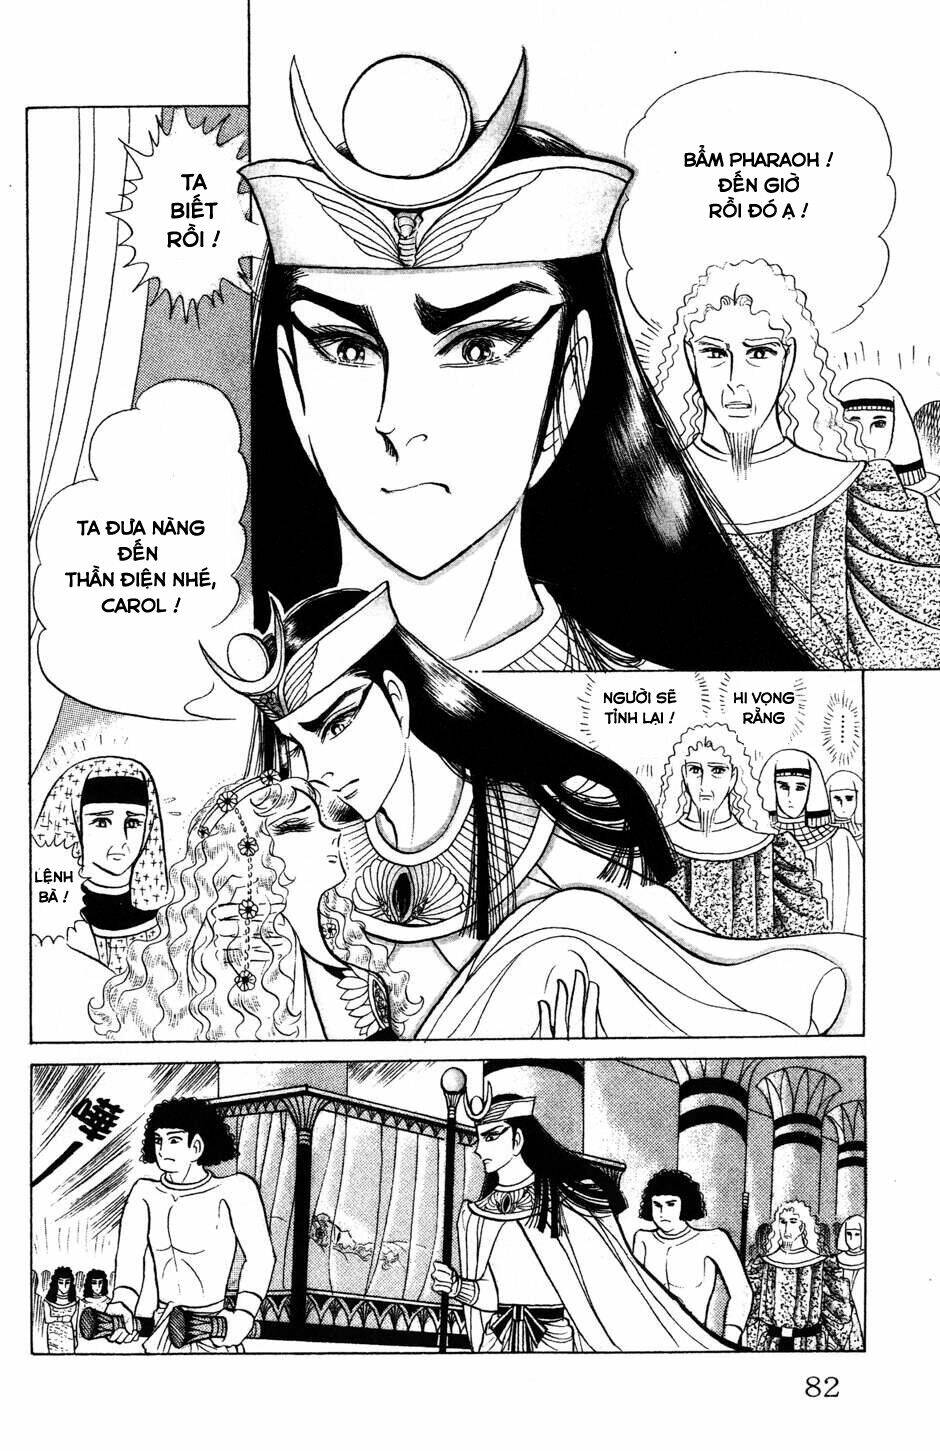 BẨM PHARAOH !
ĐẾN GIỜ
RỒI ĐÓ Ạ !
TA
BIẾT
RỒI !
TA ĐƯA NÀNG
ĐẾN
THẦN ĐIỆN NHÉ,
CAROL !
NGƯỜI SẼ
TỈNH LẠI !
HI VỌNG
RẰNG
........
LỆNH
BÀ !
嘩
82